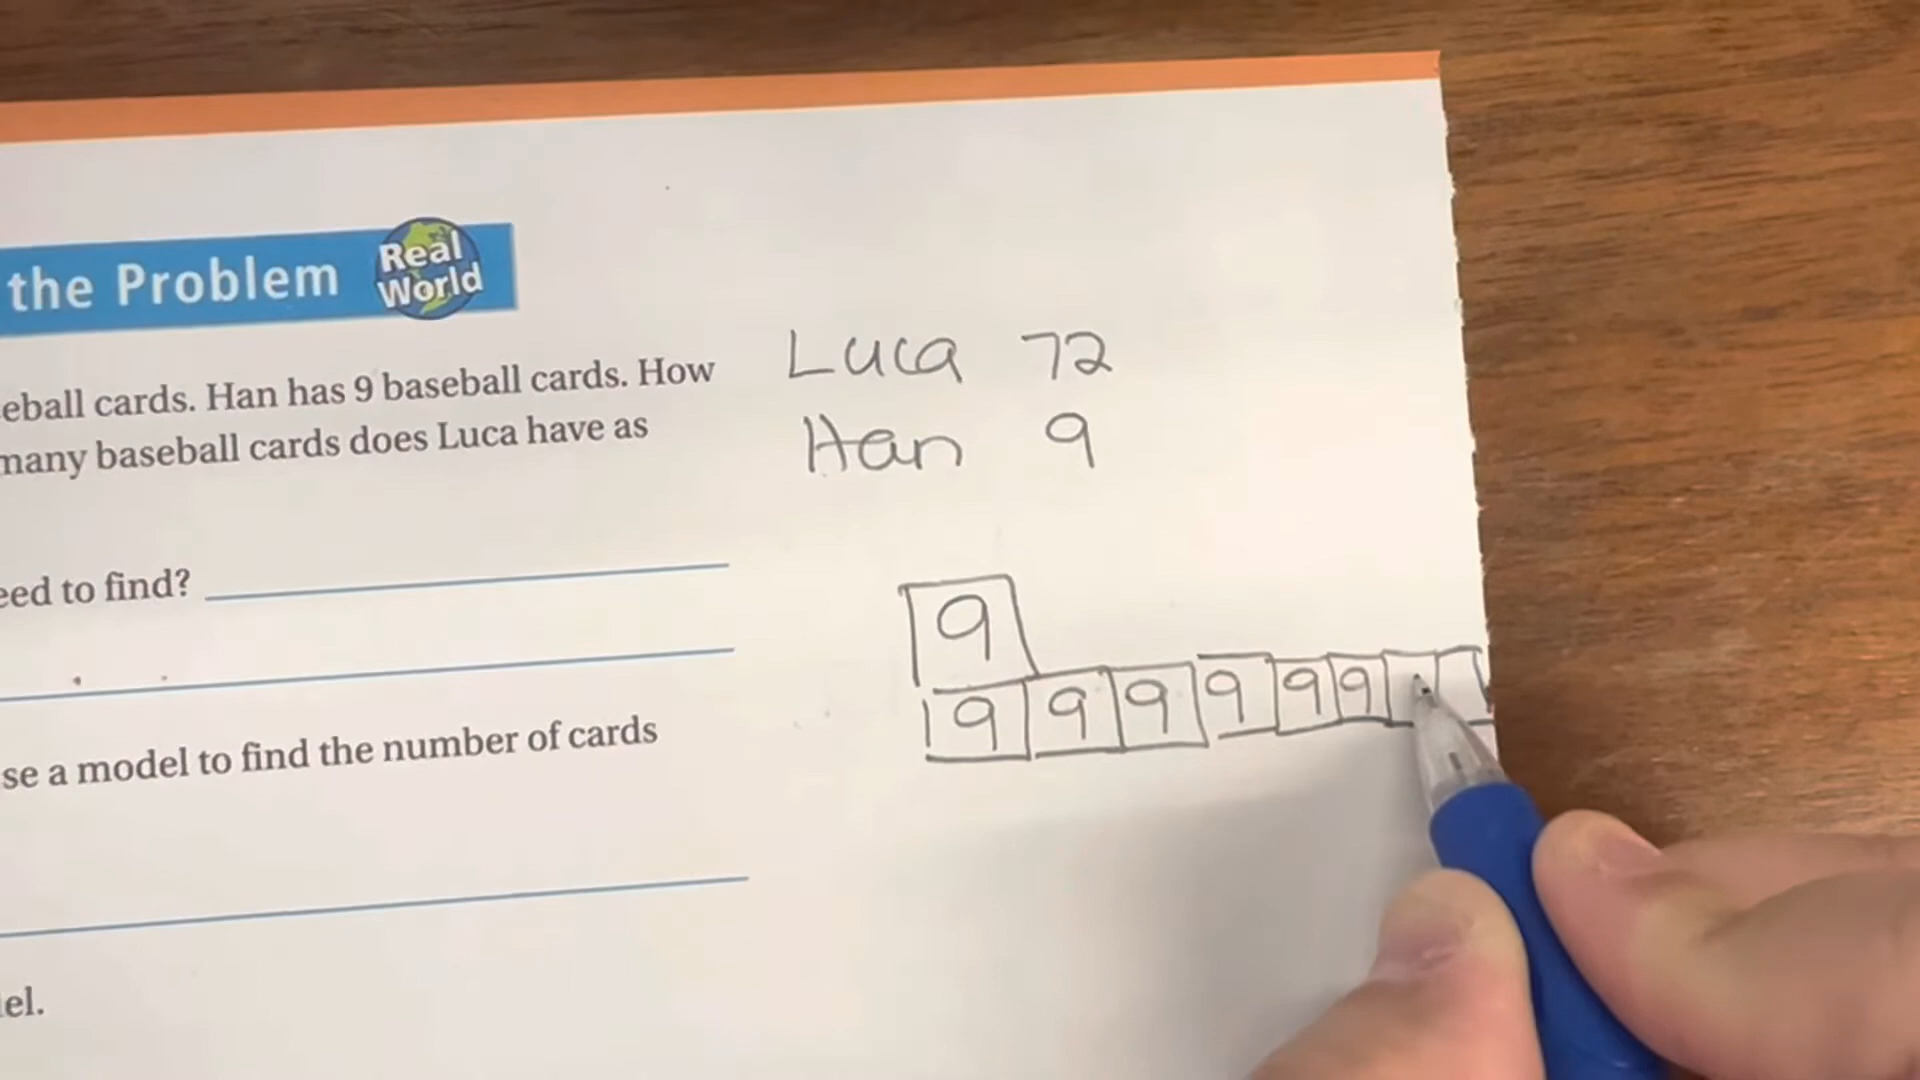 the Problem
Real
World
eball cards. Han has 9 baseball cards. How
many baseball cards does Luca have as
eed to find?
se a model to find the number of cards
el.
Luca 72
Han 9
9
9 9 9 9 9 9